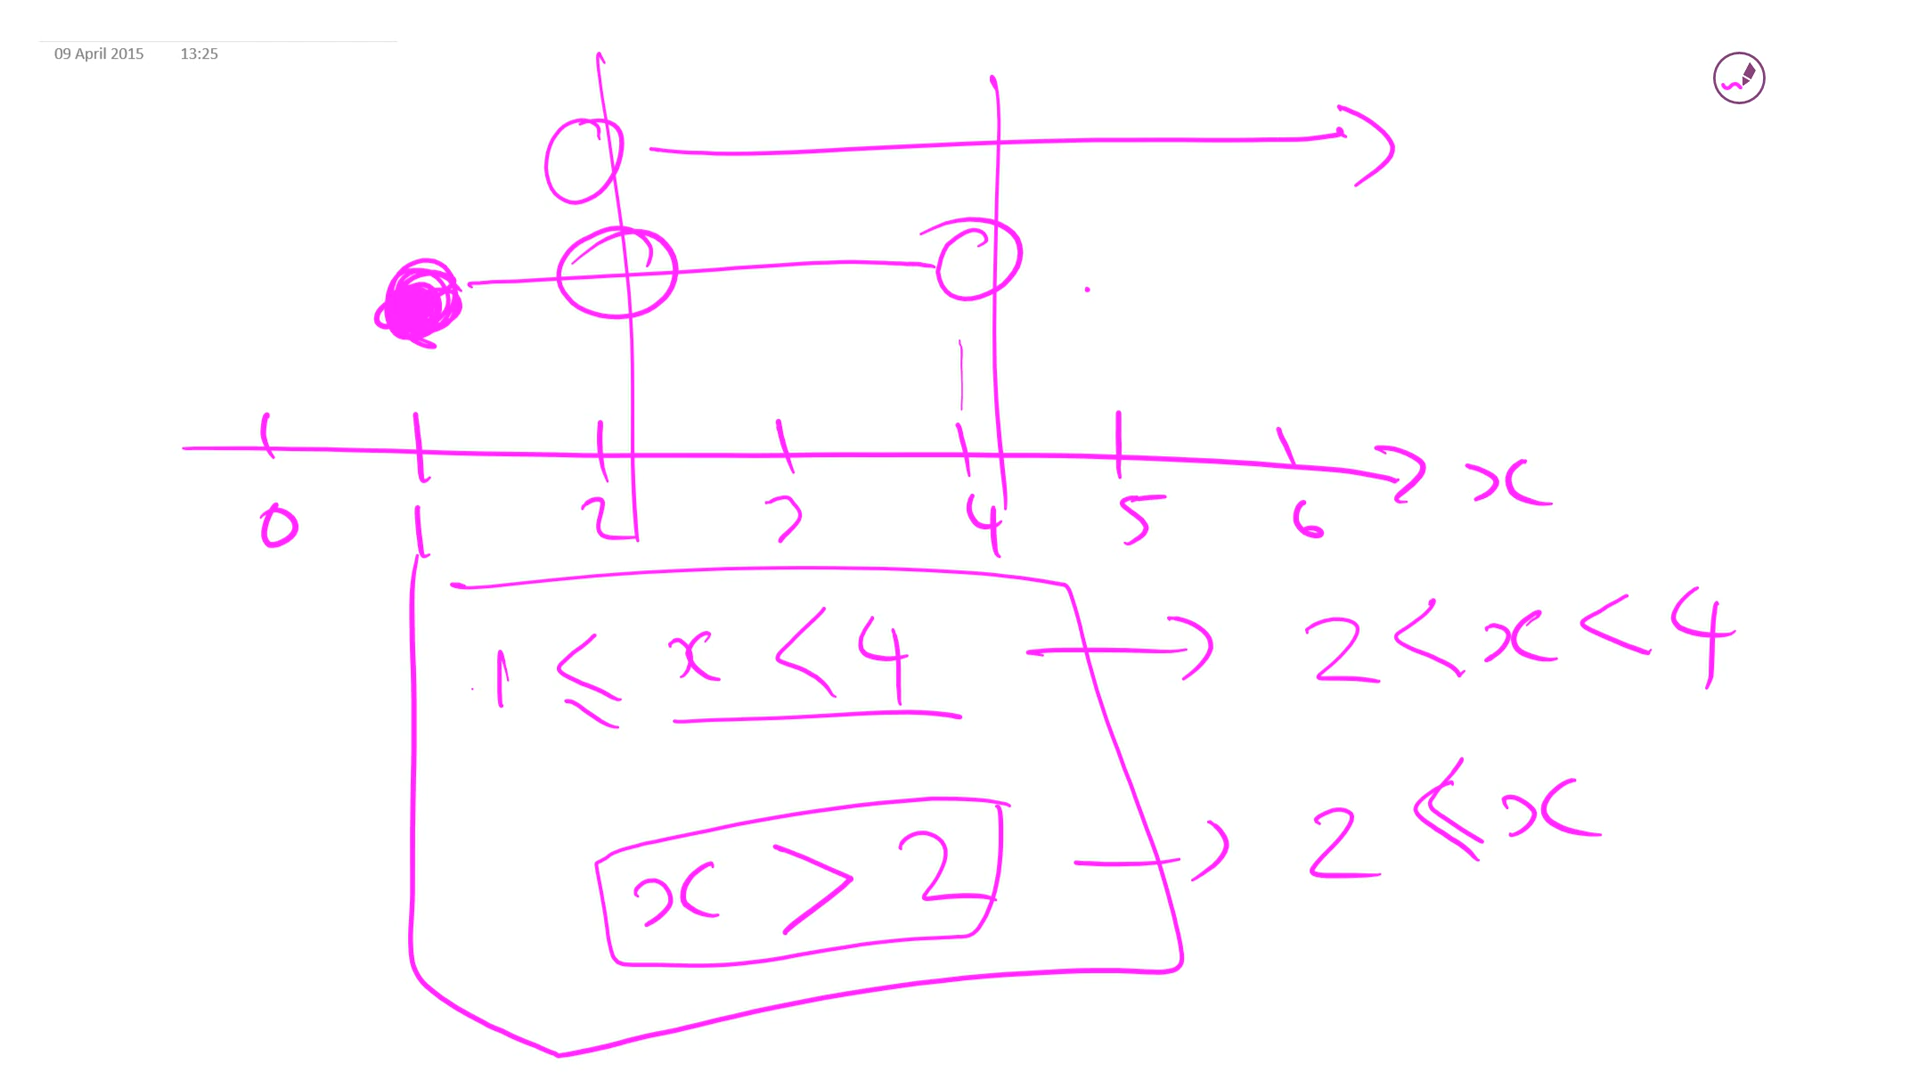 09 April 2015 13:25
x
0 1 2 3 4 5 6
1 ≤ x < 4 → 2 < x < 4
x > 2 → 2 ≤ x